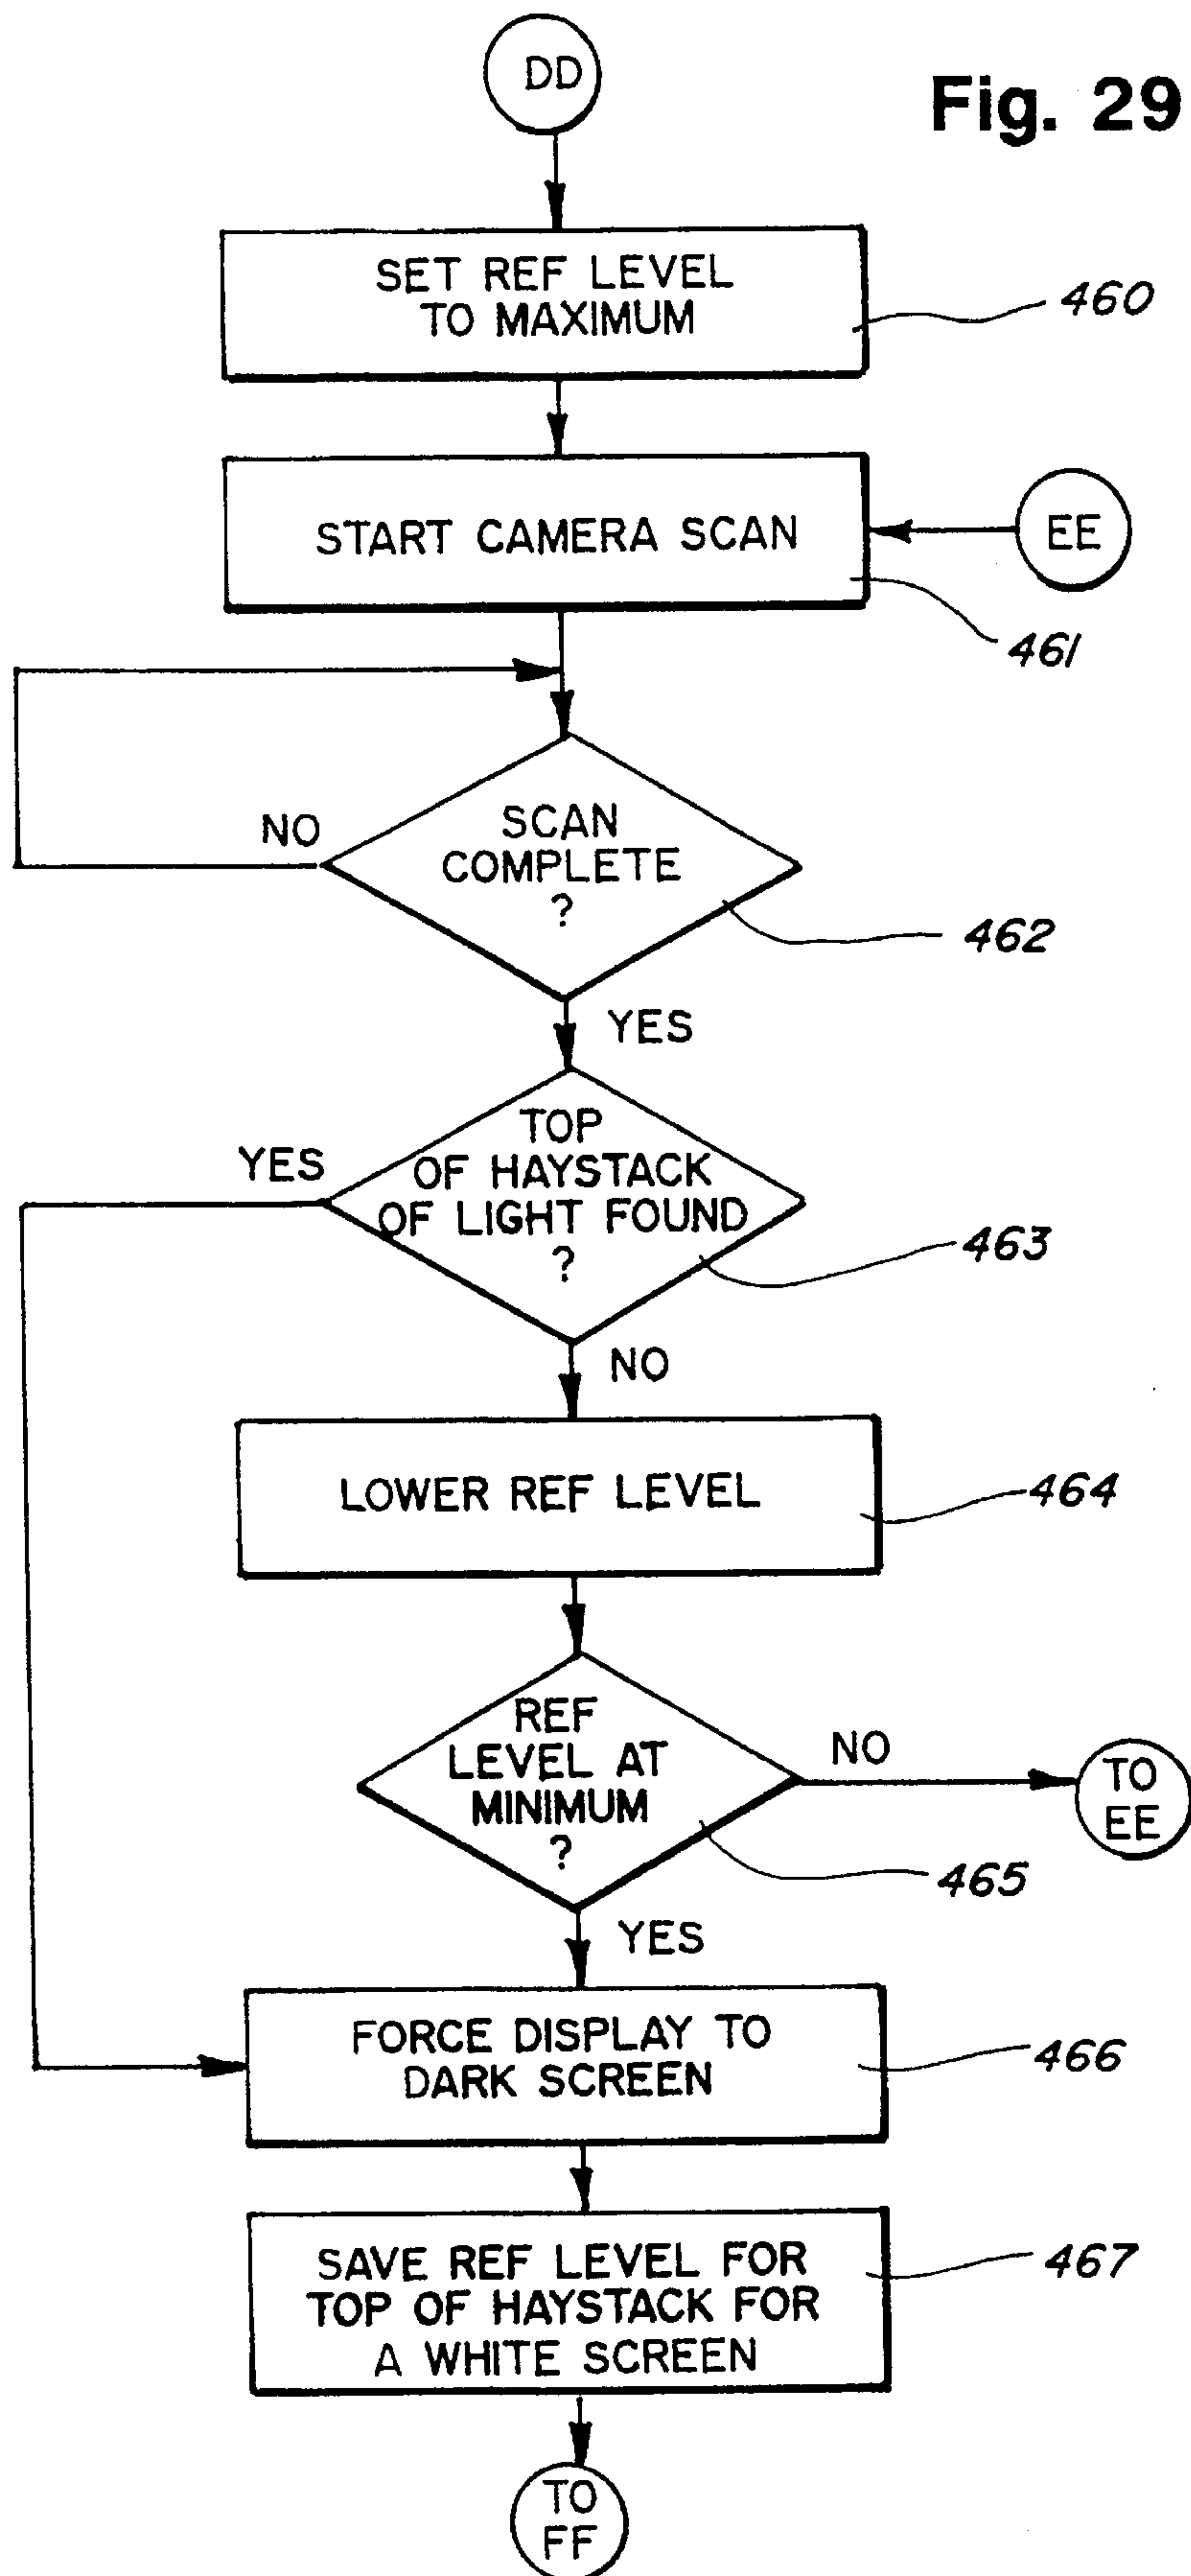 DD
Fig. 29
SET REF LEVEL
TO MAXIMUM
460
START CAMERA SCAN
EE
461
NO
SCAN
COMPLETE
?
462
YES
YES
TOP
OF HAYSTACK
OF LIGHT FOUND
?
463
NO
LOWER REF LEVEL
464
REF
LEVEL AT
MINIMUM
?
NO
TO
EE
465
YES
FORCE DISPLAY TO
DARK SCREEN
466
SAVE REF LEVEL FOR
TOP OF HAYSTACK FOR
A WHITE SCREEN
467
TO
FF